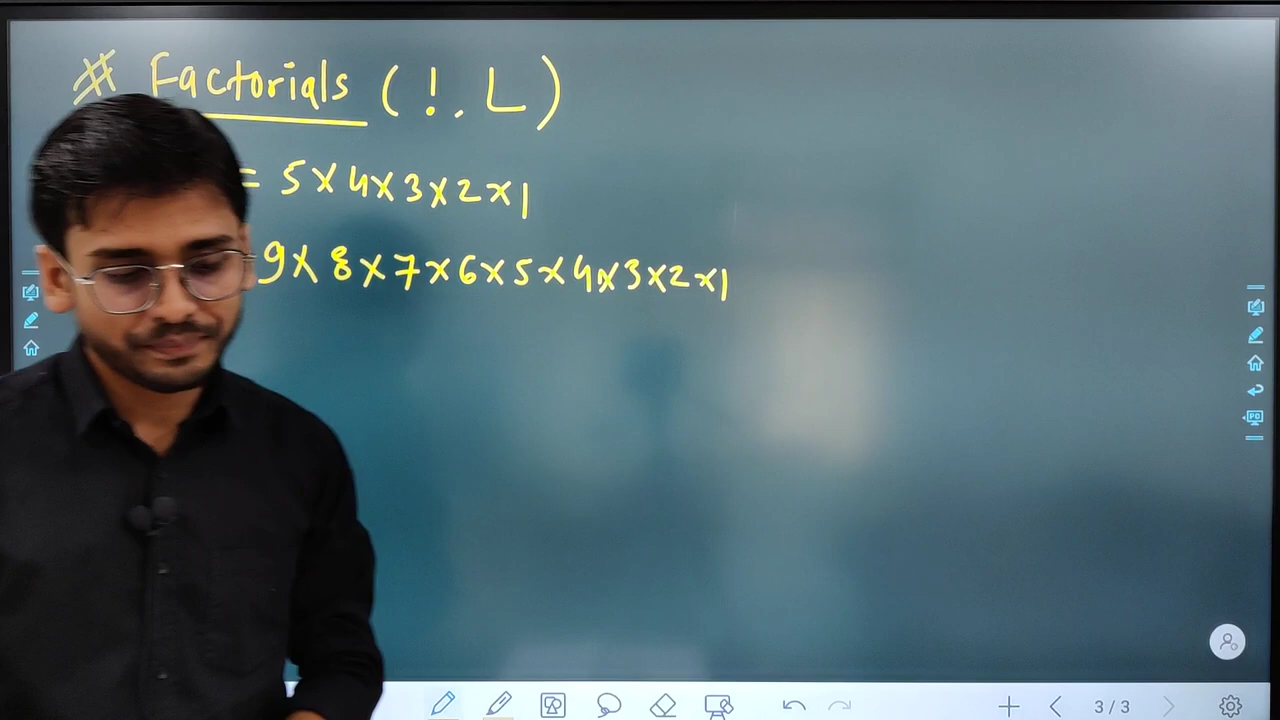 # Factorials ( !. L )
= 5×4×3×2×1
9×8×7×6×5×4×3×2×1
3/3